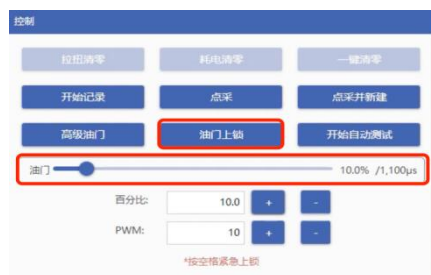 控制
拉扭清零 耗电清零 一键清零
开始记录 点采 点采并新建
高级油门 油门上锁 开始自动测试
油门 10.0% /1,100μs
百分比: 10.0 + -
PWM: 10 + -
*按空格紧急上锁